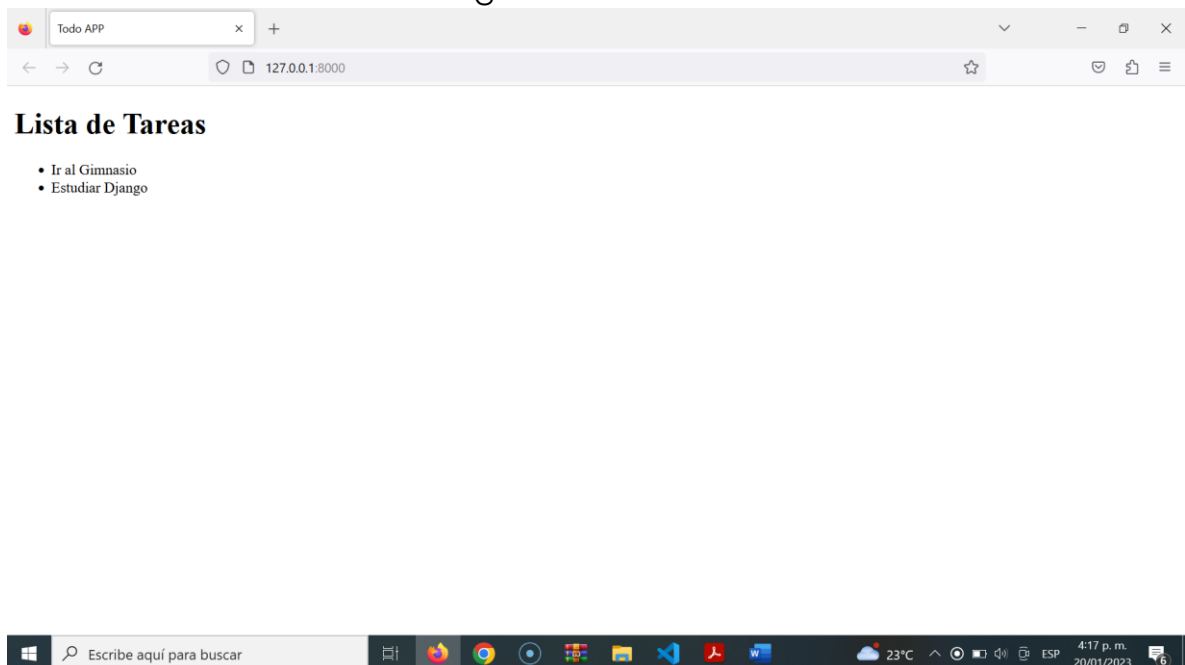 Todo APP
127.0.0.1:8000
Lista de Tareas
Ir al Gimnasio
Estudiar Django
Escribe aquí para buscar
23°C ESP 4:17 p. m.
20/01/2023 6